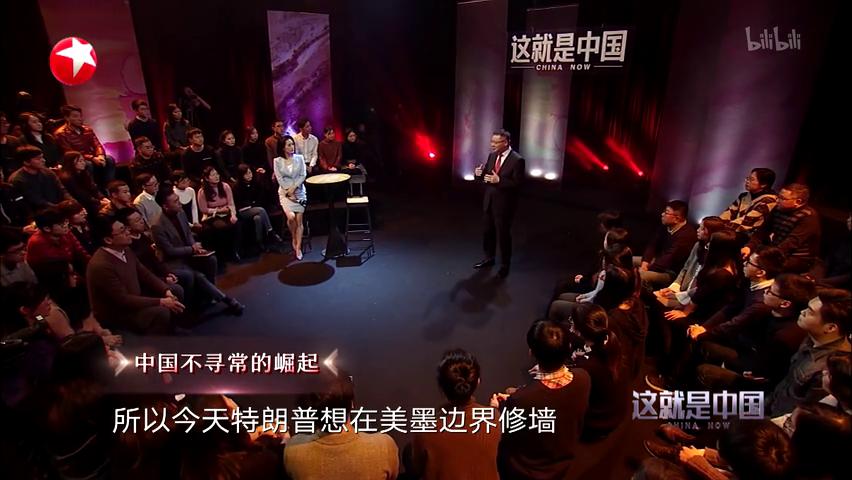 bilibili
这就是中国
CHINA NOW
中国不寻常的崛起
所以今天特朗普想在美墨边界修墙
这就是中国
CHINA NOW